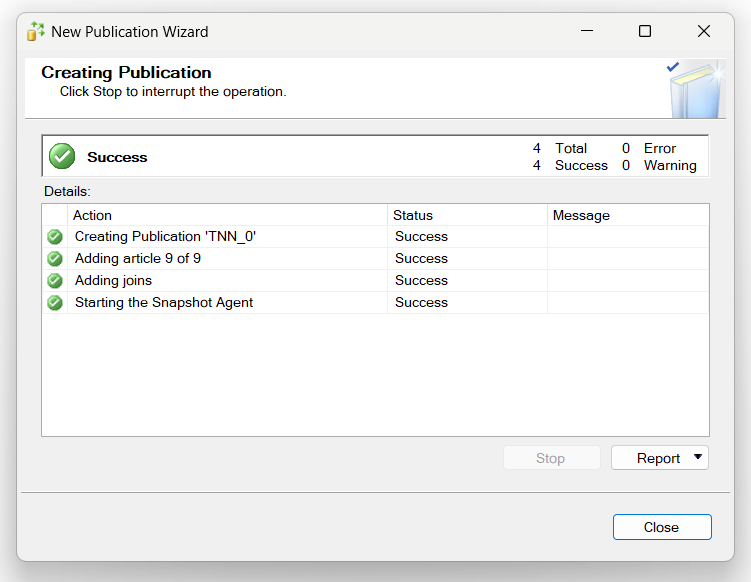 New Publication Wizard
Creating Publication
Click Stop to interrupt the operation.
Success
4 Total 0 Error
4 Success 0 Warning
Details:
Action Status Message
Creating Publication 'TNN_0' Success
Adding article 9 of 9 Success
Adding joins Success
Starting the Snapshot Agent Success
Stop Report
Close